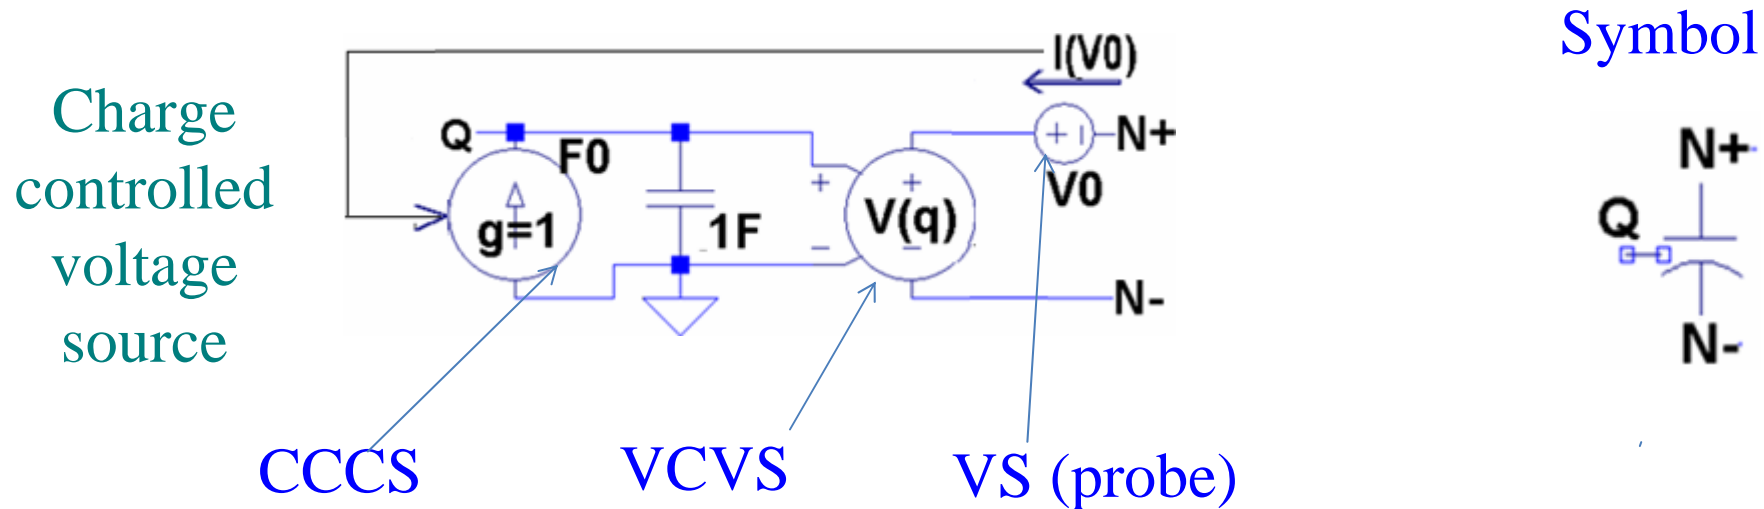 Symbol
I(V0)
Charge
controlled
voltage
source
Q
F0
g=1
1F
+
−
+
V(q)
−
+
N+
V0
N-
N+
Q
N-
CCCS
VCVS
VS (probe)